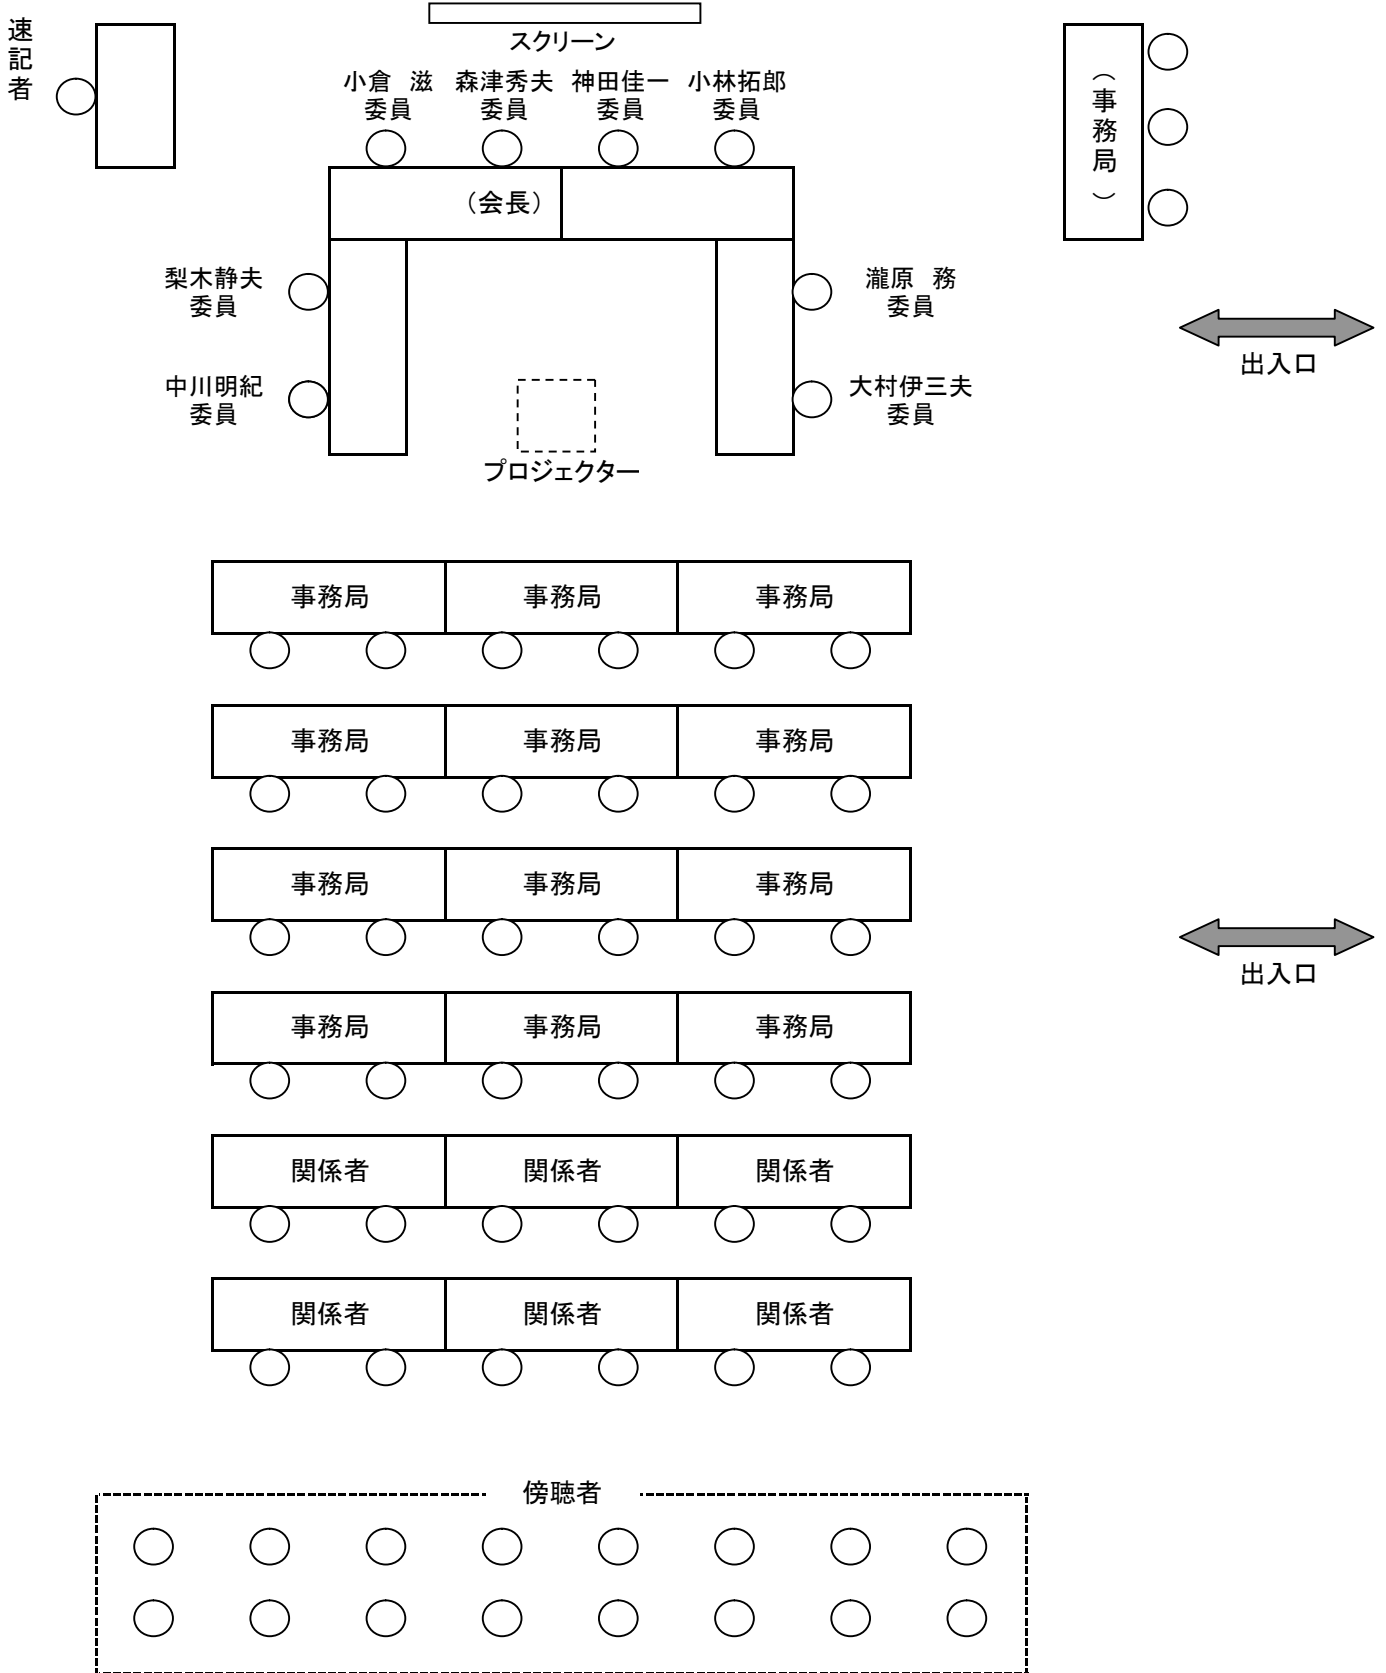 速記者
スクリーン
小倉　滋　森津秀夫　神田佳一　小林拓郎
委員　委員　委員　委員
（事務局）
（会長）
梨木静夫
委員
瀧原　務
委員
出入口
中川明紀
委員
大村伊三夫
委員
プロジェクター
事務局　事務局　事務局
事務局　事務局　事務局
事務局　事務局　事務局
出入口
事務局　事務局　事務局
関係者　関係者　関係者
関係者　関係者　関係者
傍聴者